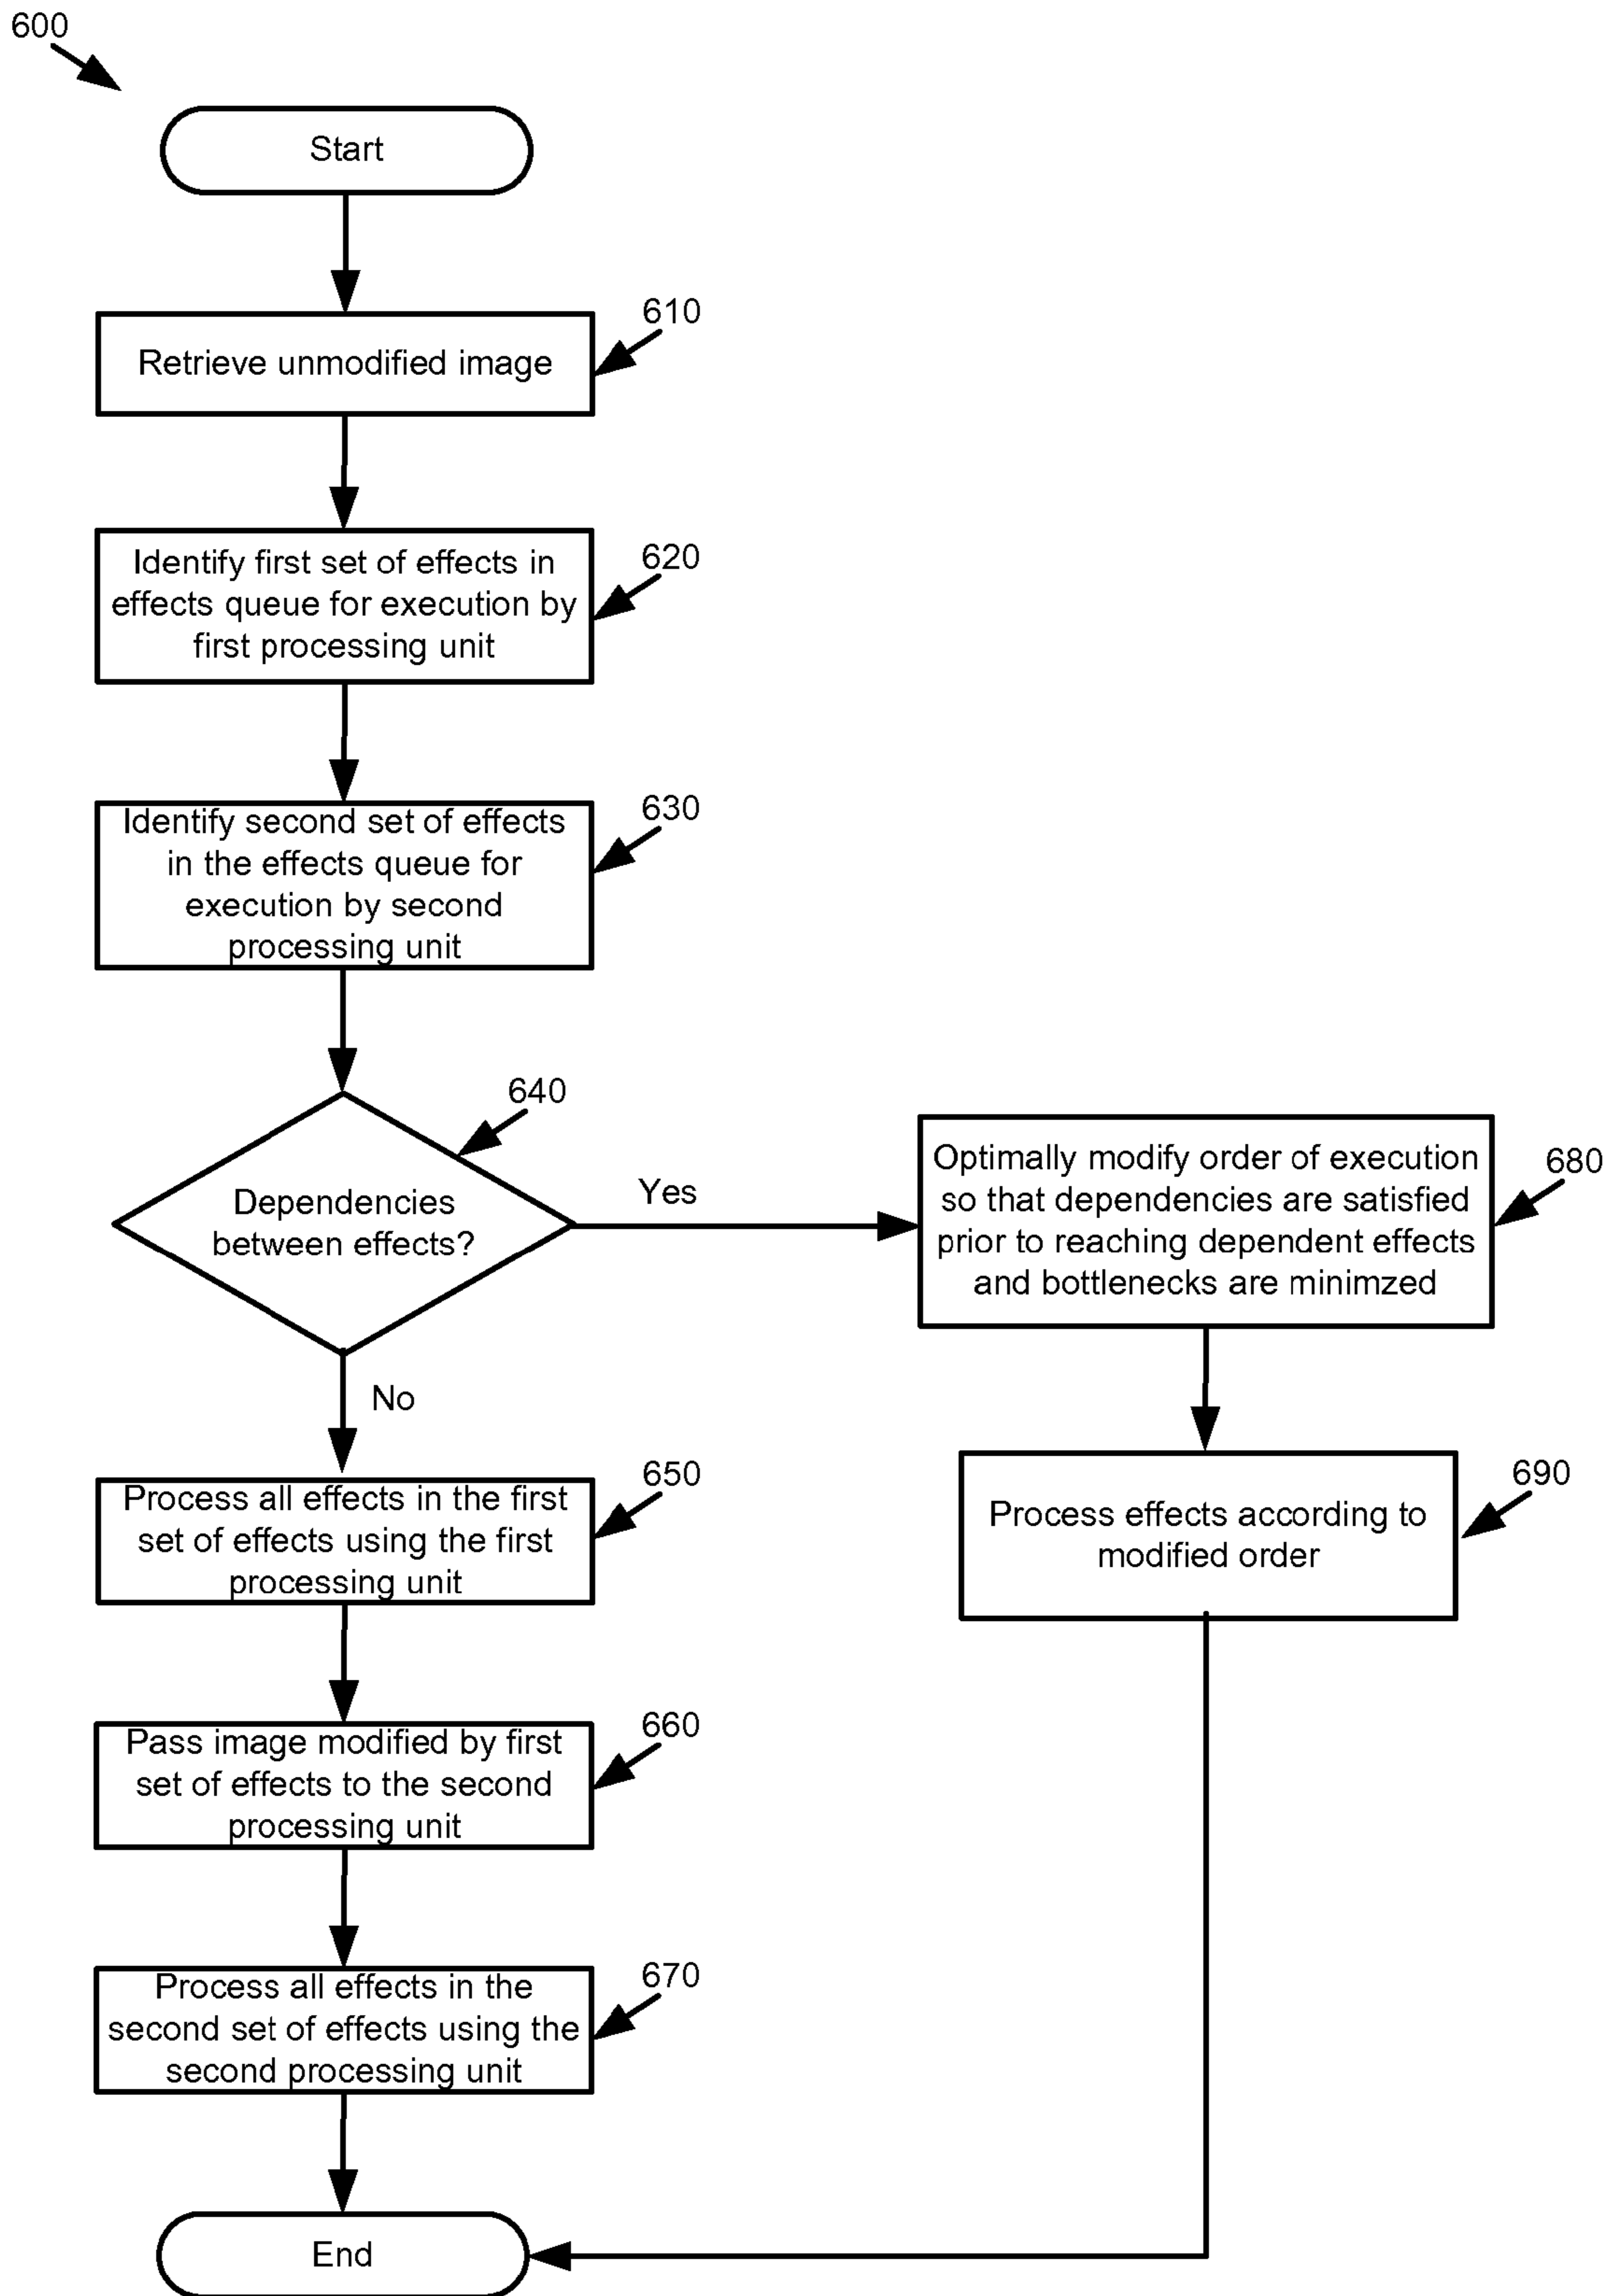 600
Start
610
Retrieve unmodified image
620
Identify first set of effects in
effects queue for execution by
first processing unit
630
Identify second set of effects
in the effects queue for
execution by second
processing unit
640
Dependencies
between effects?
Yes
680
Optimally modify order of execution
so that dependencies are satisfied
prior to reaching dependent effects
and bottlenecks are minimzed
No
690
Process effects according to
modified order
650
Process all effects in the first
set of effects using the first
processing unit
660
Pass image modified by first
set of effects to the second
processing unit
670
Process all effects in the
second set of effects using the
second processing unit
End